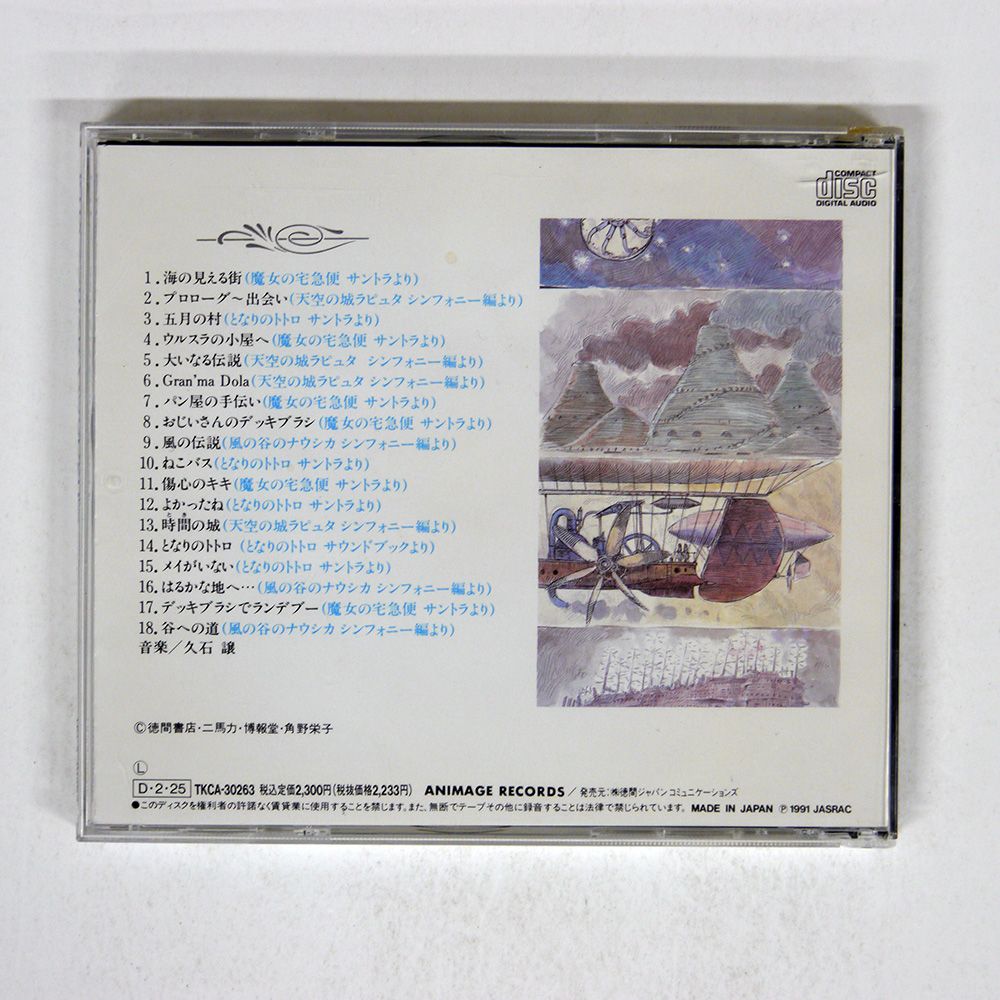 COMPACT
disc
DIGITAL AUDIO
1.海の見える街(魔女の宅急便 サントラより)
2.プロローグ〜出会い(天空の城ラピュタ シンフォニー編より)
3.五月の村(となりのトトロ サントラより)
4.ウルスラの小屋へ(魔女の宅急便 サントラより)
5.大いなる伝説(天空の城ラピュタ シンフォニー編より)
6.Gran'ma Dola(天空の城ラピュタ シンフォニー編より)
7.パン屋の手伝い(魔女の宅急便 サントラより)
8.おじいさんのデッキブラシ(魔女の宅急便 サントラより)
9.風の伝説(風の谷のナウシカ シンフォニー編より)
10.ねこバス(となりのトトロ サントラより)
11.傷心のキキ(魔女の宅急便 サントラより)
12.よかったね(となりのトトロ サントラより)
とき
13.時間の城(天空の城ラピュタ シンフォニー編より)
14.となりのトトロ(となりのトトロ サウンドブックより)
15.メイがいない(となりのトトロ サントラより)
16.はるかな地へ…(風の谷のナウシカ シンフォニー編より)
17.デッキブラシでランデブー(魔女の宅急便 サントラより)
18.谷への道(風の谷のナウシカ シンフォニー編より)
音楽/久石 譲
©徳間書店・二馬力・博報堂・角野栄子
Ⓛ
D・2・25 TKCA-30263 税込定価2,300円(税抜価格2,233円) ANIMAGE RECORDS / 発売元:㈱徳間ジャパンコミュニケーションズ
●このディスクを権利者の許諾なく賃貸業に使用することを禁じます。また、無断でテープその他に録音することは法律で禁じられています。 MADE IN JAPAN ℗1991 JASRAC